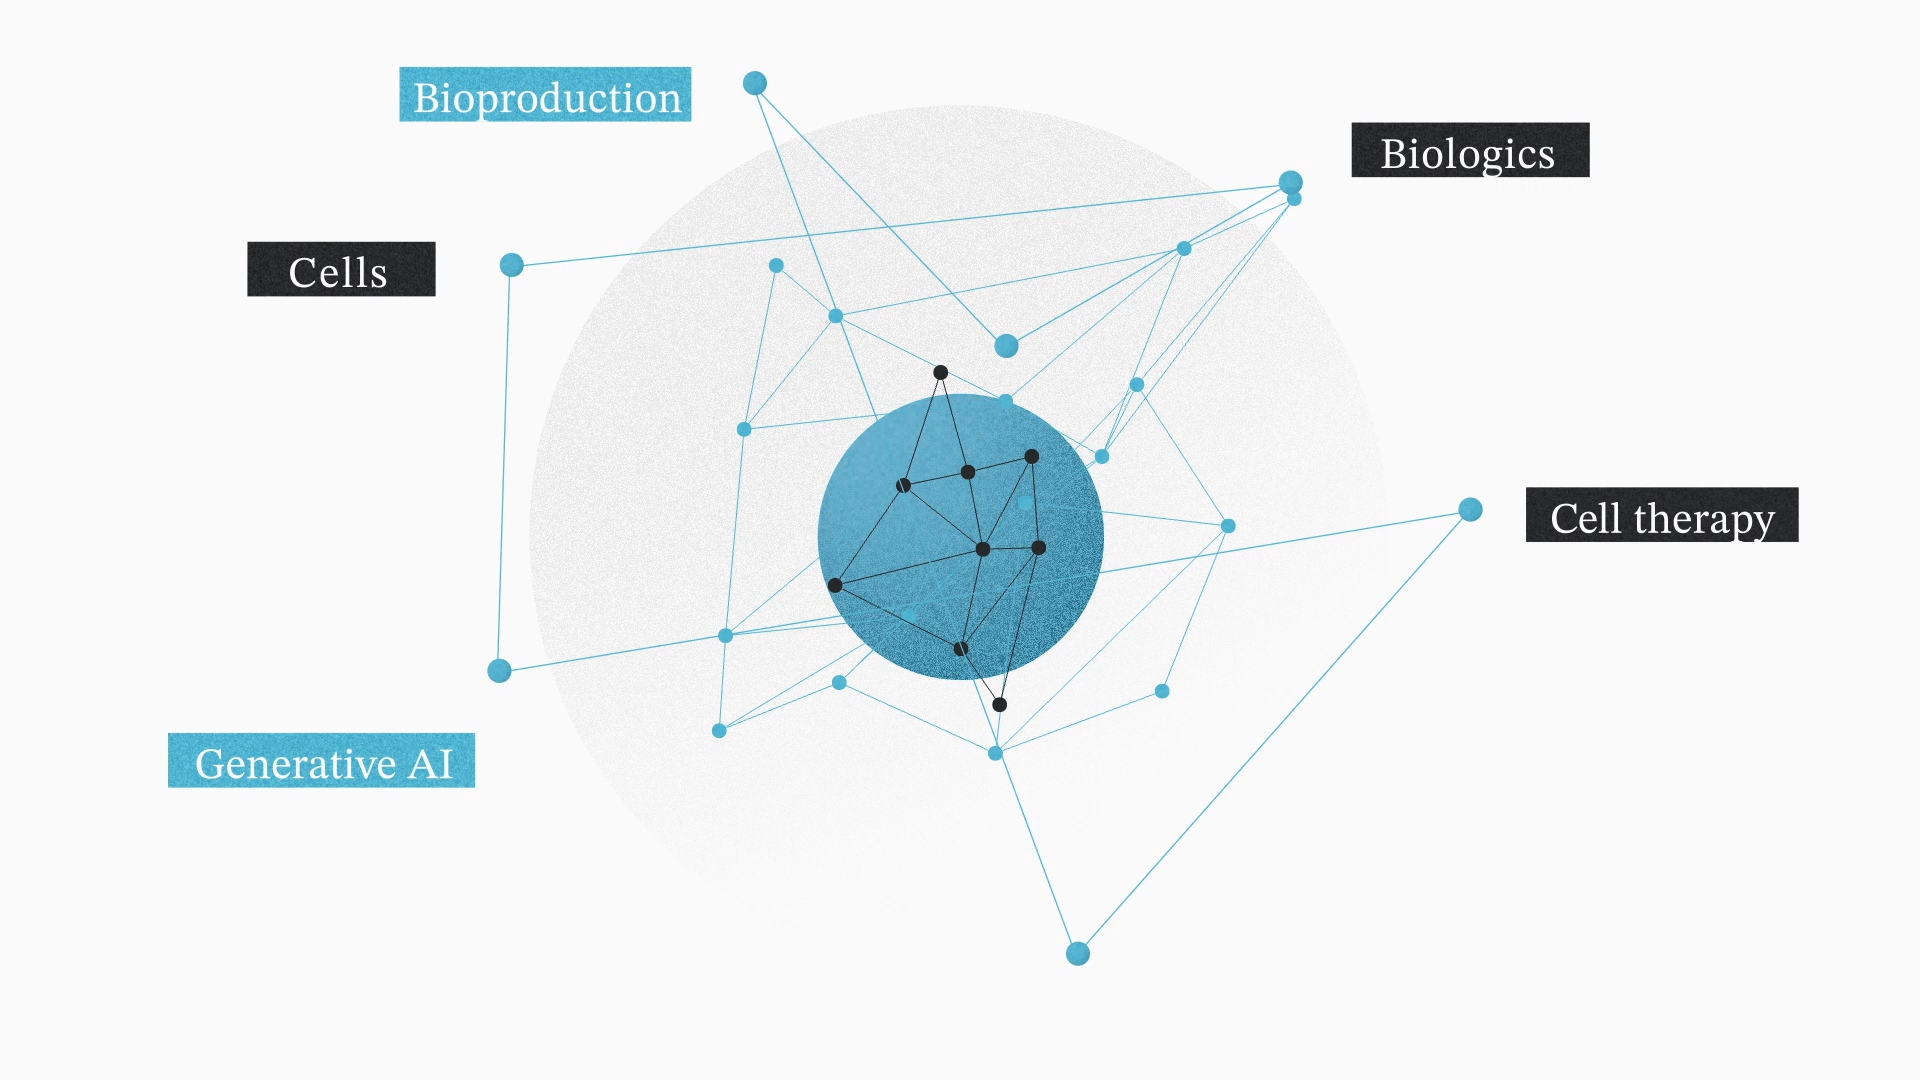 Bioproduction
Biologics
Cells
Cell therapy
Generative AI